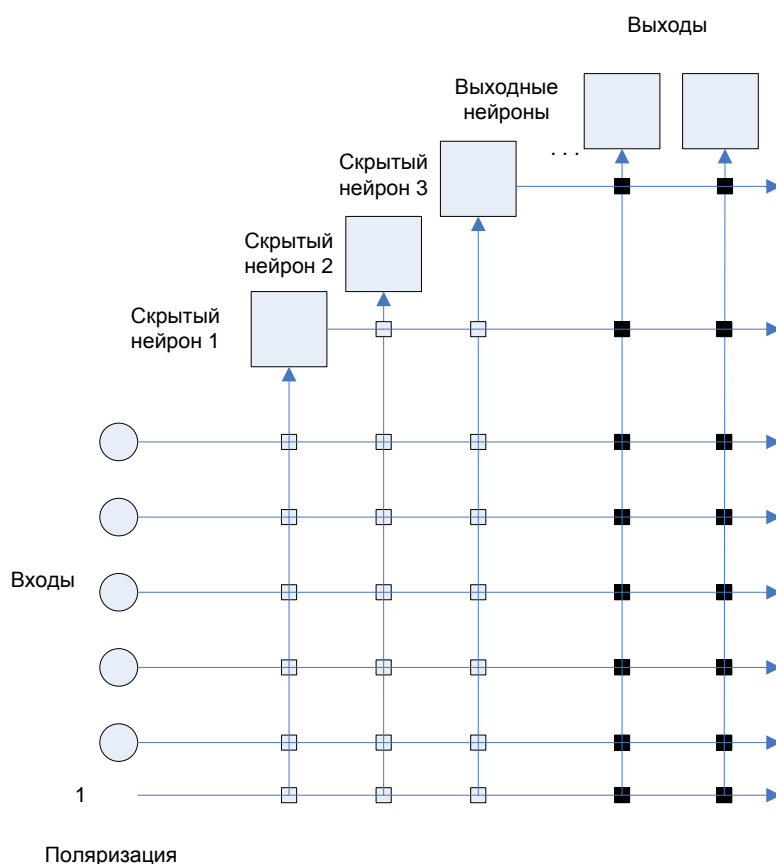 Выходы
Выходные
нейроны
. . .
Скрытый
нейрон 3
Скрытый
нейрон 2
Скрытый
нейрон 1
Входы
1
Поляризация